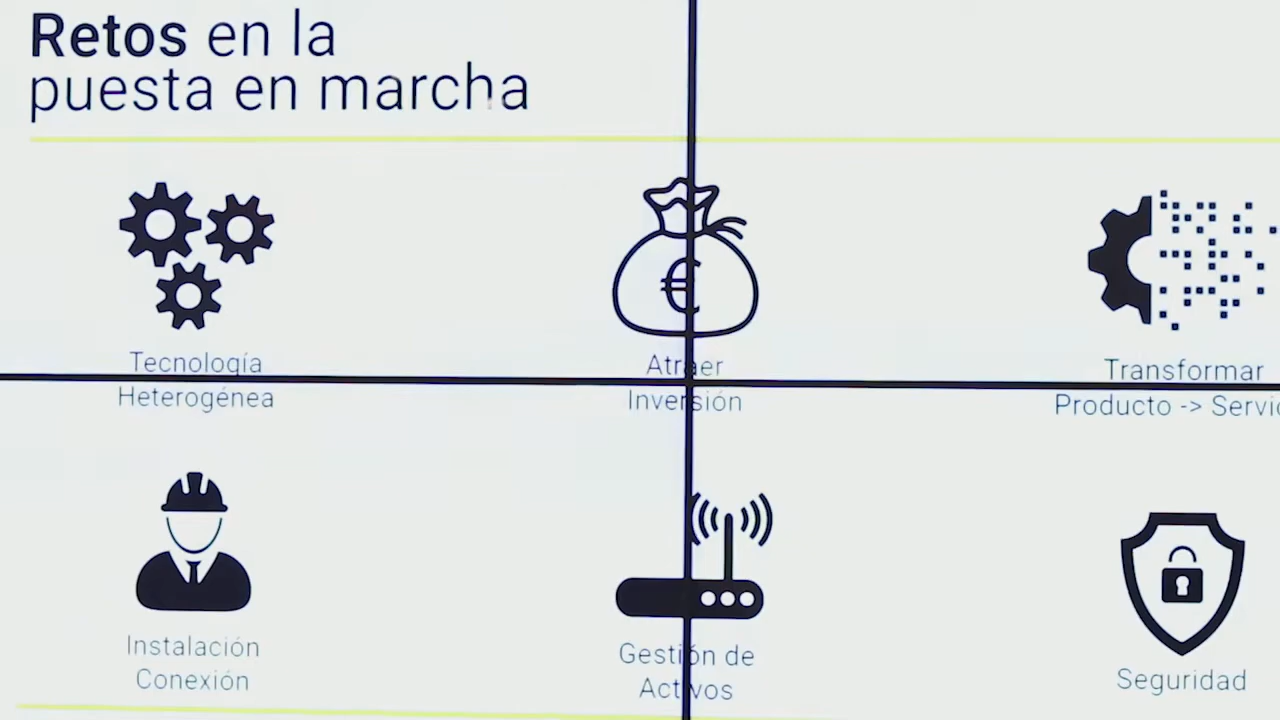 Retos en la
puesta en marcha
€
Tecnología
Heterogénea
Atraer
Inversión
Transformar
Producto ->
Instalación
Conexión
Gestión de
Activos
Seguridad